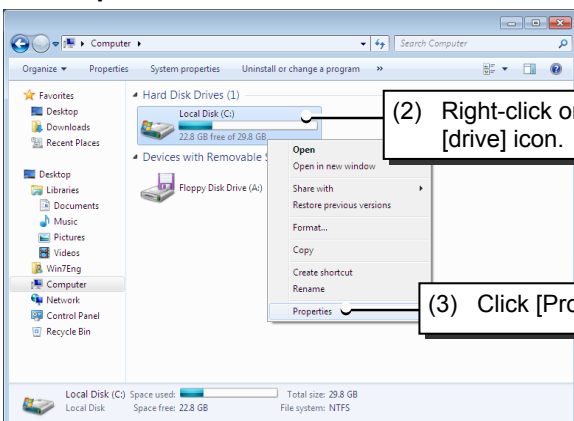 Computer
Search Computer
Organize
Properties
System properties
Uninstall or change a program
»
Favorites
Desktop
Downloads
Recent Places
Desktop
Libraries
Documents
Music
Pictures
Videos
Win7Eng
Computer
Network
Control Panel
Recycle Bin
Hard Disk Drives (1)
Local Disk (C:)
22.8 GB free of 29.8 GB
Devices with Removable
Floppy Disk Drive (A:)
Open
Open in new window
Share with
Restore previous versions
Format...
Copy
Create shortcut
Rename
Properties
(2) Right-click on
[drive] icon.
(3) Click [Pro
Local Disk (C:) Space used: Total size: 29.8 GB
Local Disk Space free: 22.8 GB File system: NTFS